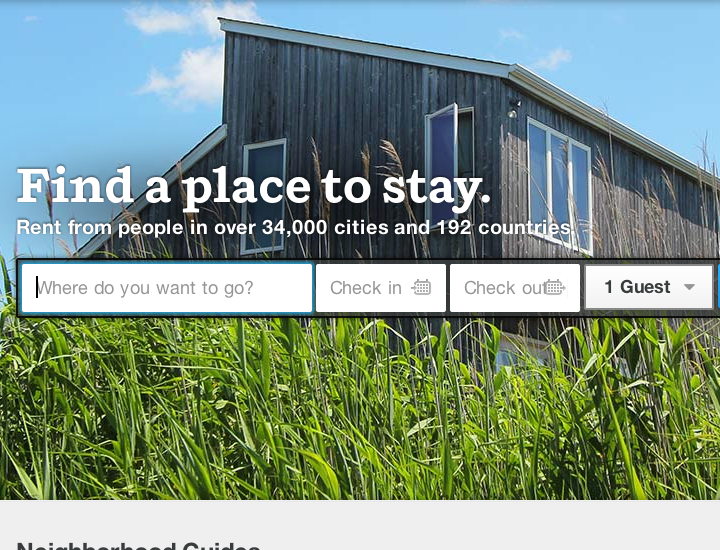 Find a place to stay.
Rent from people in over 34,000 cities and 192 countries.
Where do you want to go? Check in Check out 1 Guest
Neighborhood Guides